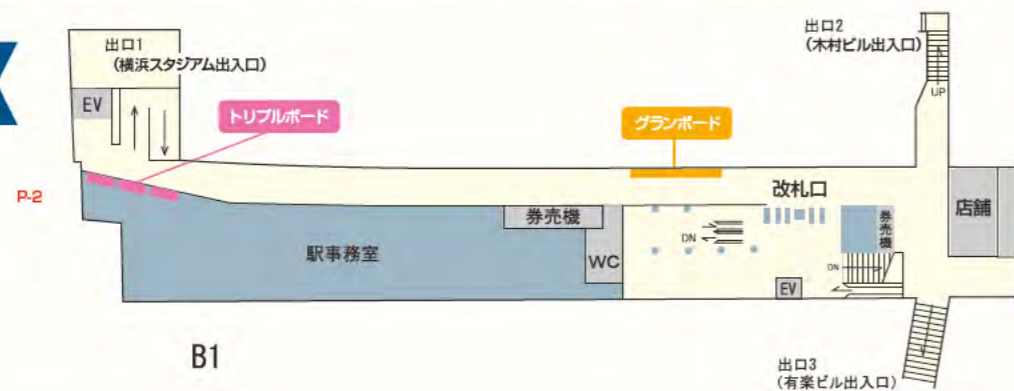 出口1
（横浜スタジアム出入口）
EV
トリプルボード
P-2
グランボード
出口2
（木村ビル出入口）
UP
改札口
店舗
券売機
駅事務室
WC
DN
券売機
DN
EV
B1
出口3
（有楽ビル出入口）